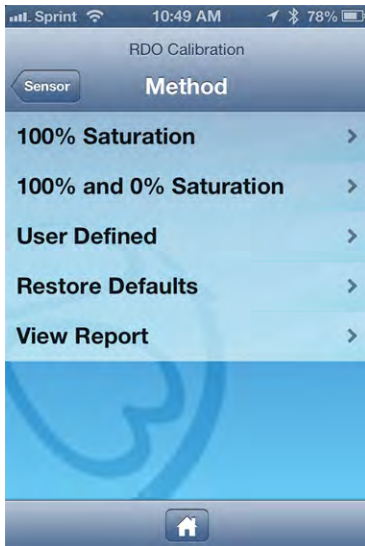 Sprint 10:49 AM 78%
RDO Calibration
Sensor Method
100% Saturation
100% and 0% Saturation
User Defined
Restore Defaults
View Report